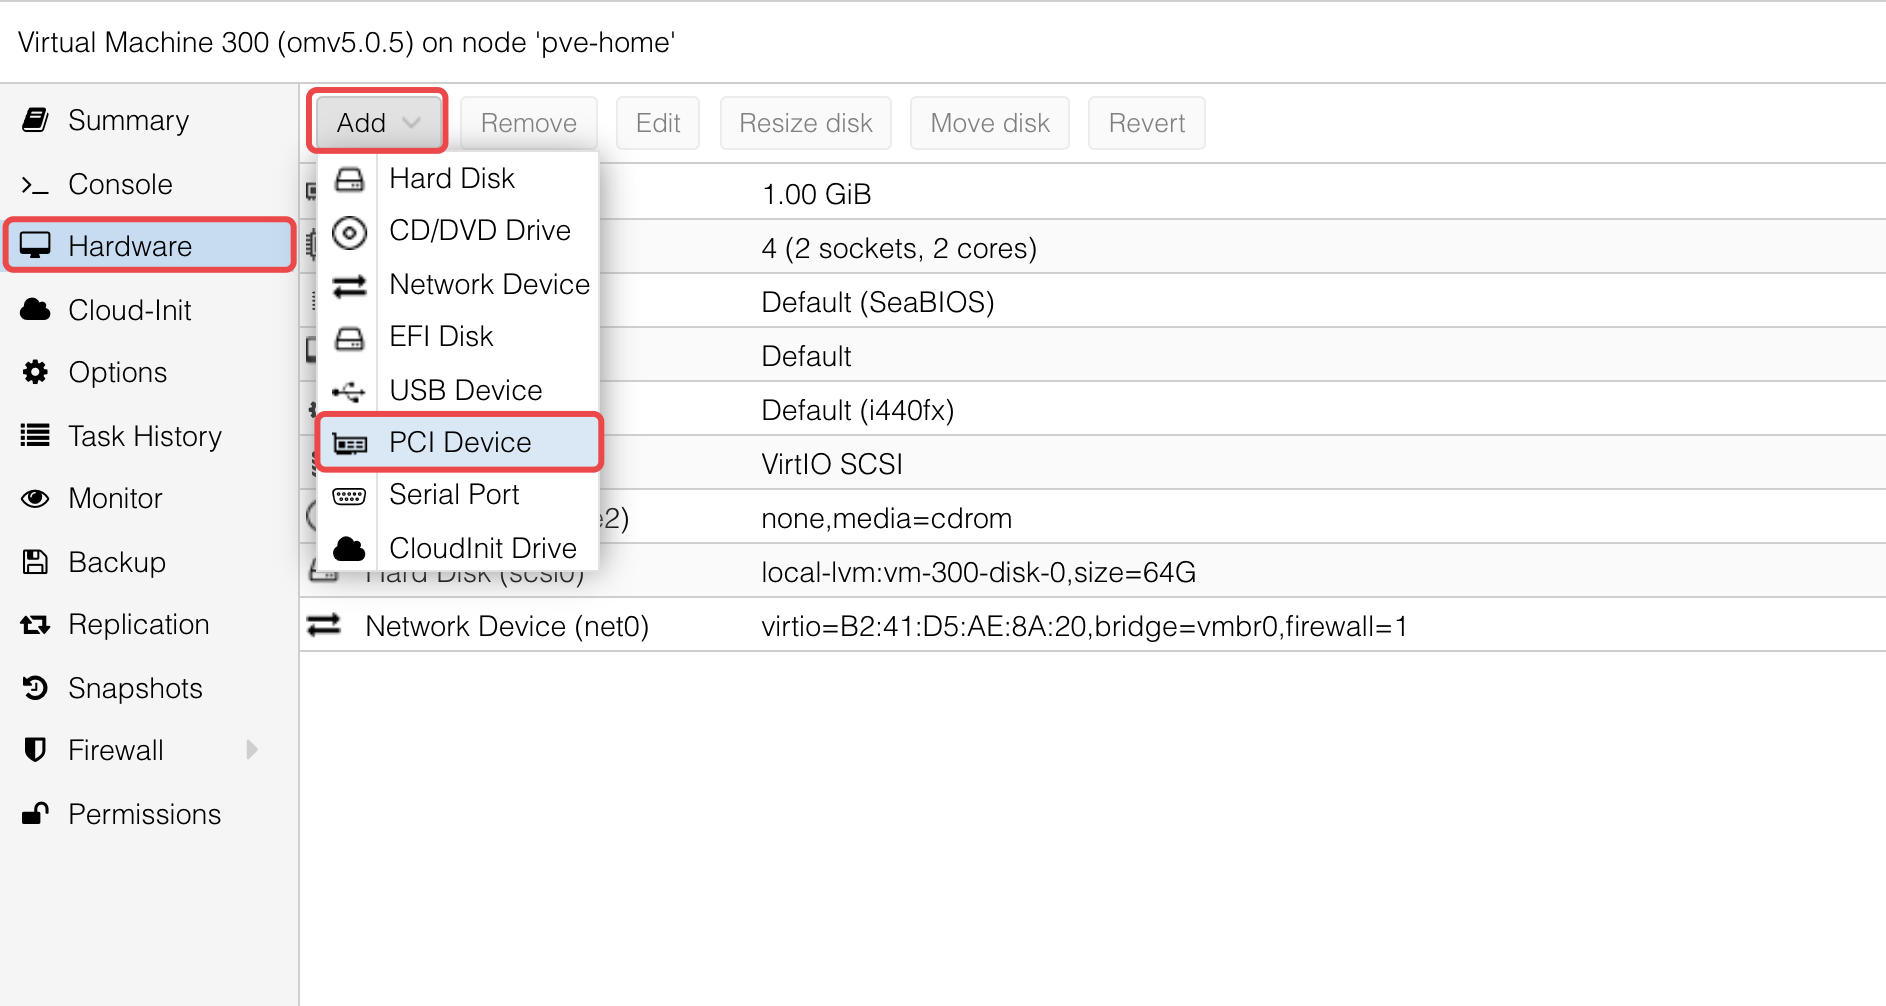 Virtual Machine 300 (omv5.0.5) on node 'pve-home'
Summary
Console
Hardware
Cloud-Init
Options
Task History
Monitor
Backup
Replication
Snapshots
Firewall
Permissions
Add Remove Edit Resize disk Move disk Revert
Hard Disk
CD/DVD Drive
Network Device
EFI Disk
USB Device
PCI Device
Serial Port
CloudInit Drive
1.00 GiB
4 (2 sockets, 2 cores)
Default (SeaBIOS)
Default
Default (i440fx)
VirtIO SCSI
e2) none,media=cdrom
Hard Disk (scsi0) local-lvm:vm-300-disk-0,size=64G
Network Device (net0) virtio=B2:41:D5:AE:8A:20,bridge=vmbr0,firewall=1